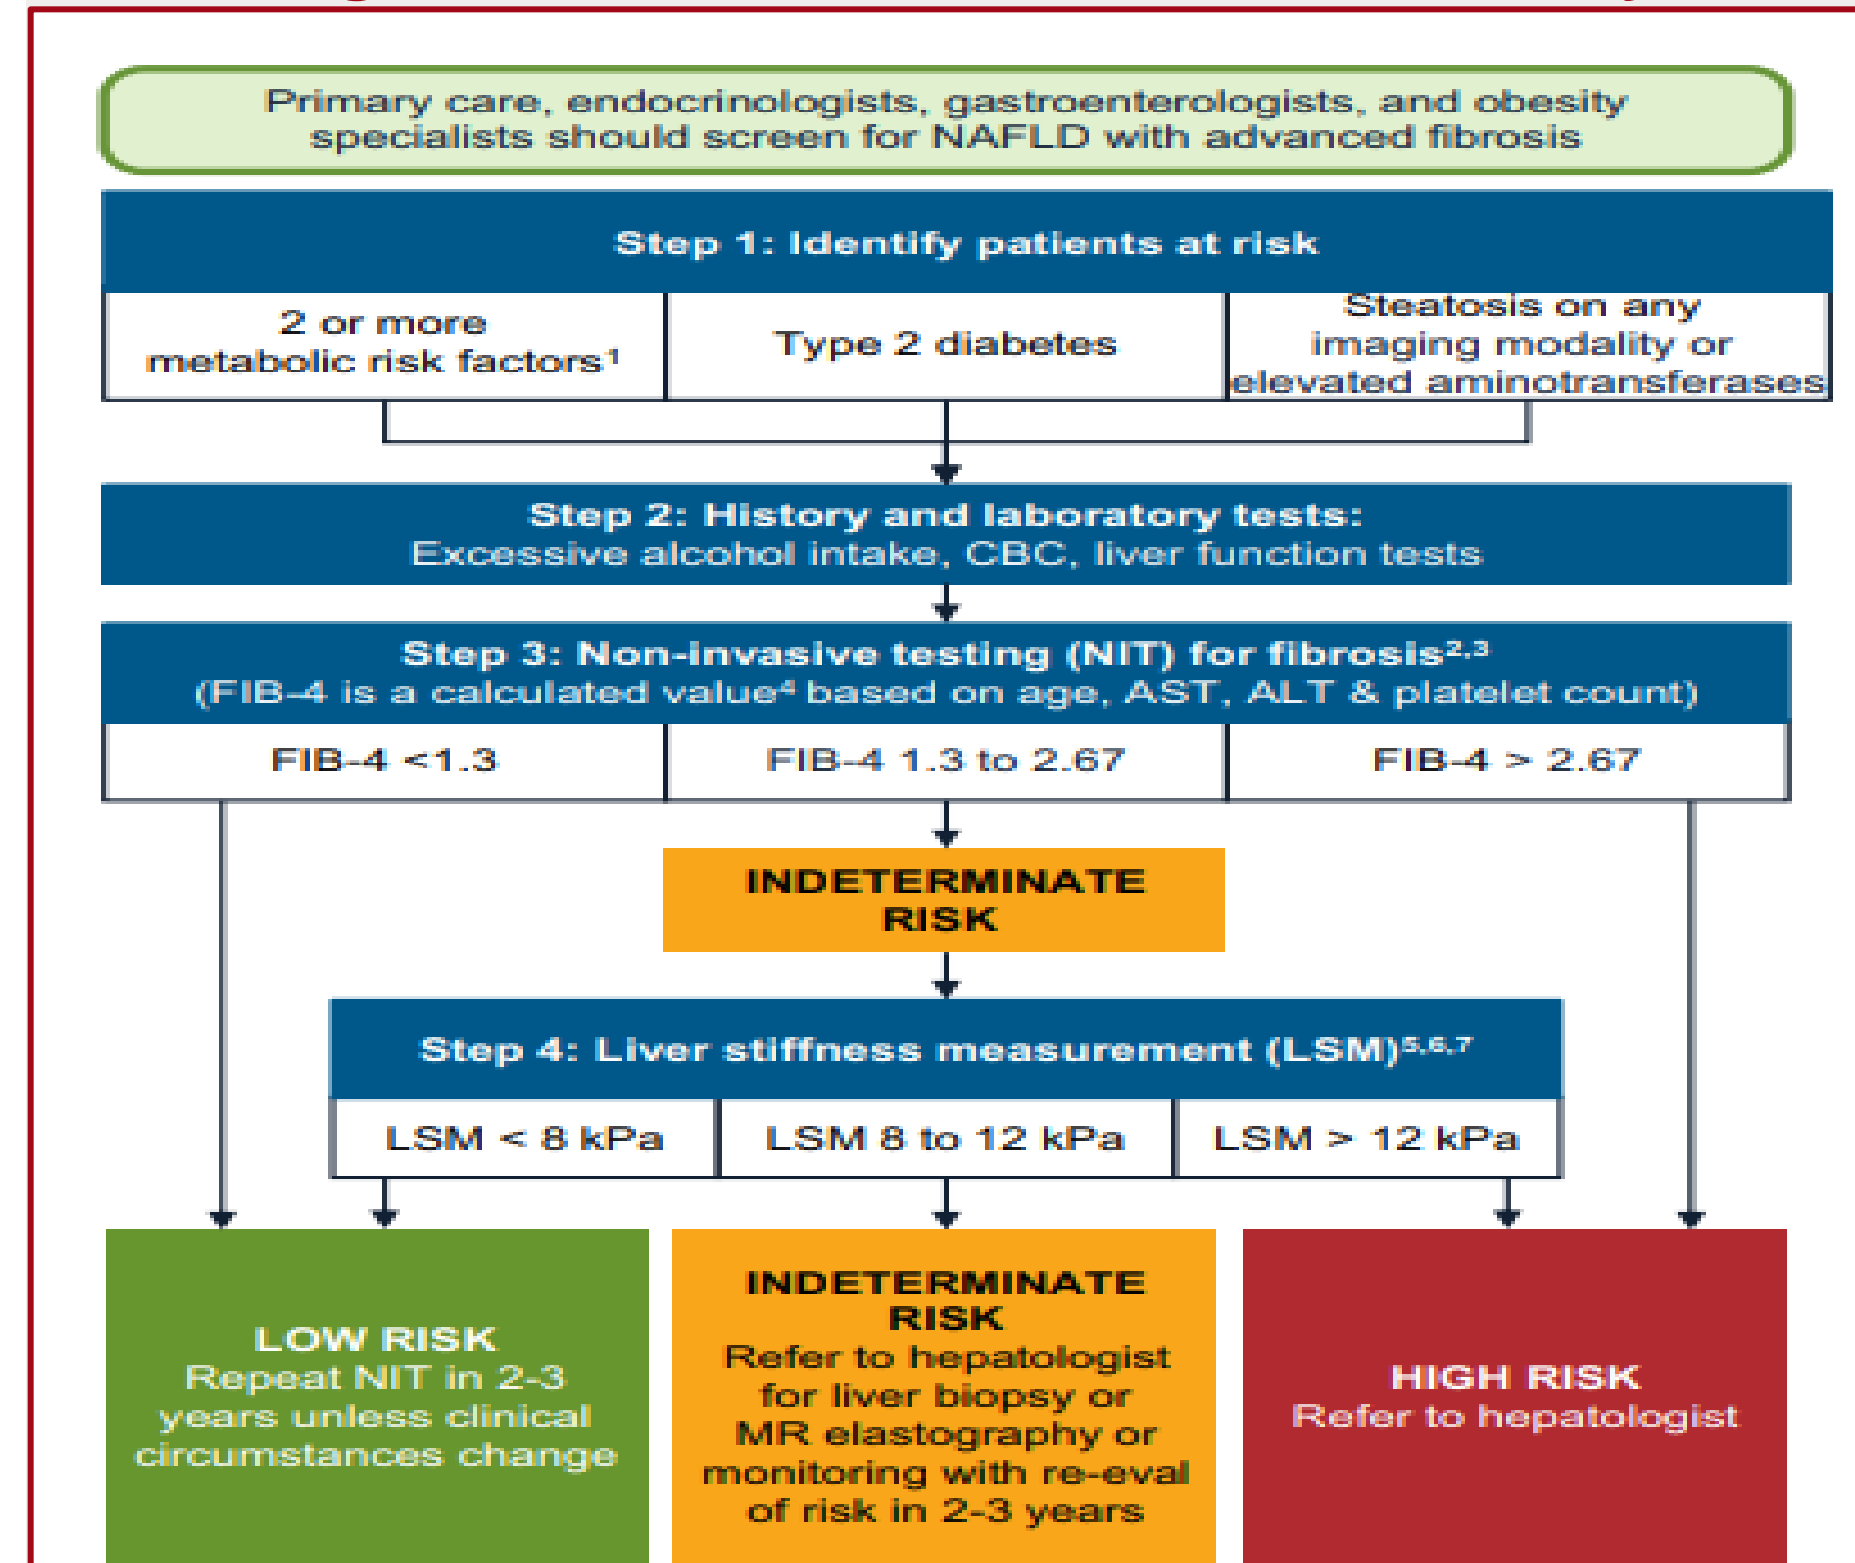 Primary care, endocrinologists, gastroenterologists, and obesity
specialists should screen for NAFLD with advanced fibrosis
Step 1: Identify patients at risk
2 or more
metabolic risk factors¹
Type 2 diabetes
Steatosis on any
imaging modality or
elevated aminotransferases
Step 2: History and laboratory tests:
Excessive alcohol intake, CBC, liver function tests
Step 3: Non-invasive testing (NIT) for fibrosis²,³
(FIB-4 is a calculated value⁴ based on age, AST, ALT & platelet count)
FIB-4 <1.3
FIB-4 1.3 to 2.67
FIB-4 > 2.67
INDETERMINATE
RISK
Step 4: Liver stiffness measurement (LSM)⁵,⁶,⁷
LSM < 8 kPa
LSM 8 to 12 kPa
LSM > 12 kPa
LOW RISK
Repeat NIT in 2-3
years unless clinical
circumstances change
INDETERMINATE
RISK
Refer to hepatologist
for liver biopsy or
MR elastography or
monitoring with re-eval
of risk in 2-3 years
HIGH RISK
Refer to hepatologist